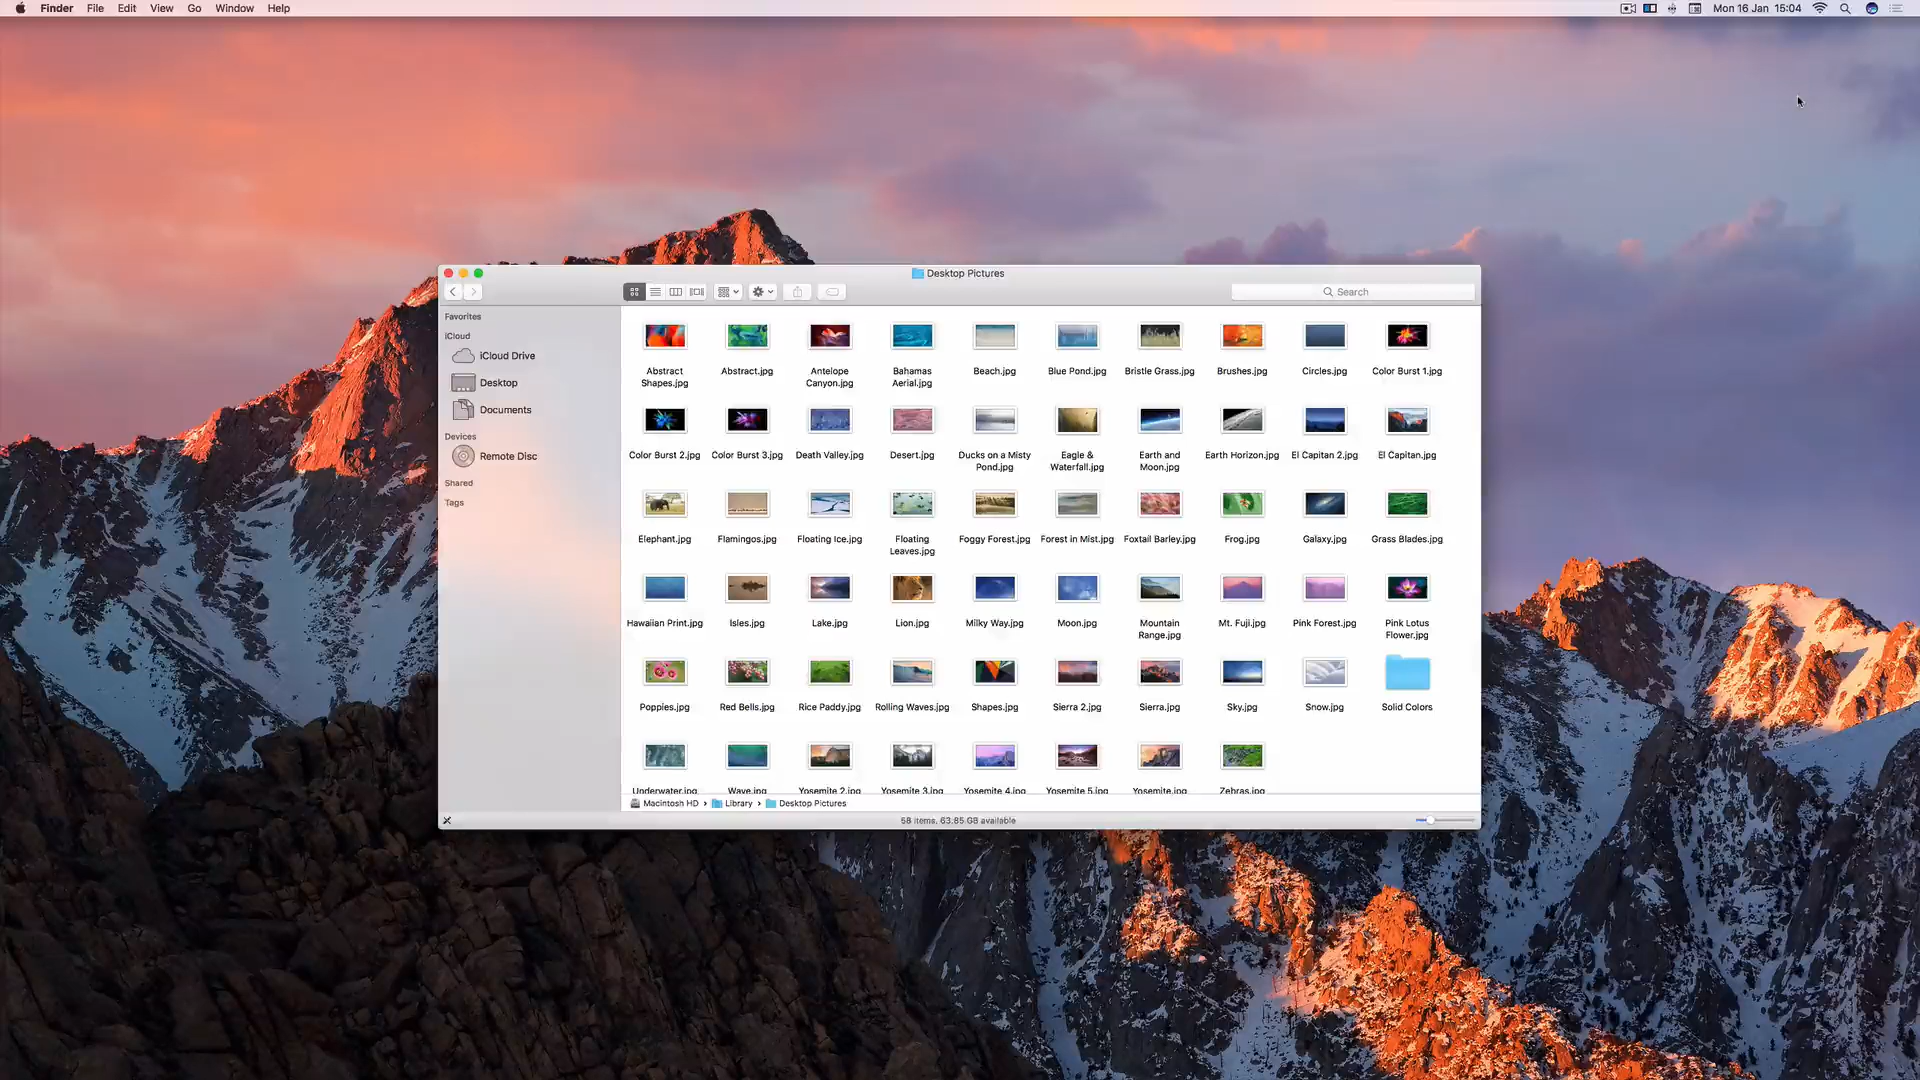 Finder File Edit View Go Window Help
Mon 16 Jan 15:04
Desktop Pictures
Search
Favorites
iCloud
iCloud Drive
Desktop
Documents
Devices
Remote Disc
Shared
Tags
Abstract Shapes.jpg
Abstract.jpg
Antelope Canyon.jpg
Bahamas Aerial.jpg
Beach.jpg
Blue Pond.jpg
Bristle Grass.jpg
Brushes.jpg
Circles.jpg
Color Burst 1.jpg
Color Burst 2.jpg
Color Burst 3.jpg
Death Valley.jpg
Desert.jpg
Ducks on a Misty Pond.jpg
Eagle & Waterfall.jpg
Earth and Moon.jpg
Earth Horizon.jpg
El Capitan 2.jpg
El Capitan.jpg
Elephant.jpg
Flamingos.jpg
Floating Ice.jpg
Floating Leaves.jpg
Foggy Forest.jpg
Forest in Mist.jpg
Foxtail Barley.jpg
Frog.jpg
Galaxy.jpg
Grass Blades.jpg
Hawaiian Print.jpg
Isles.jpg
Lake.jpg
Lion.jpg
Milky Way.jpg
Moon.jpg
Mountain Range.jpg
Mt. Fuji.jpg
Pink Forest.jpg
Pink Lotus Flower.jpg
Poppies.jpg
Red Bells.jpg
Rice Paddy.jpg
Rolling Waves.jpg
Shapes.jpg
Sierra 2.jpg
Sierra.jpg
Sky.jpg
Snow.jpg
Solid Colors
Underwater.jpg
Wave.jpg
Yosemite 2.jpg
Yosemite 3.jpg
Yosemite 4.jpg
Yosemite 5.jpg
Yosemite.jpg
Zebras.jpg
Macintosh HD › Library › Desktop Pictures
58 items, 63.85 GB available